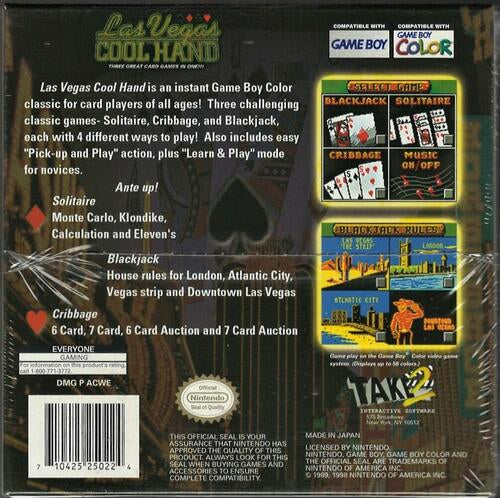 Las Vegas
COOL HAND
THREE GREAT CARD GAMES IN ONE!!!
COMPATIBLE WITH
GAME BOY
COMPATIBLE WITH
GAME BOY
COLOR
Las Vegas Cool Hand is an instant Game Boy Color
classic for card players of all ages! Three challenging
classic games- Solitaire, Cribbage, and Blackjack,
each with 4 different ways to play! Also includes easy
"Pick-up and Play" action, plus "Learn & Play" mode
for novices.
Ante up!
Solitaire
Monte Carlo, Klondike,
Calculation and Eleven's
Blackjack
House rules for London, Atlantic City,
Vegas strip and Downtown Las Vegas
Cribbage
6 Card, 7 Card, 6 Card Auction and 7 Card Auction
SELECT GAME
BLACKJACK
SOLITAIRE
CRIBBAGE
MUSIC
ON/OFF
BLACKJACK RULES
LAS VEGAS
'THE STRIP'
LONDON
ATLANTIC CITY
DOWNTOWN
LAS VEGAS
Game play on the Game Boy® Color video game
system. (Displays up to 56 colors.)
EVERYONE
GAMING
For information on this product's rating,
call 1-800-771-3772.
DMG P ACWE
7 10425 25022 4
Official
Nintendo
Seal of Quality
THIS OFFICIAL SEAL IS YOUR
ASSURANCE THAT NINTENDO HAS
APPROVED THE QUALITY OF THIS
PRODUCT. ALWAYS LOOK FOR THIS
SEAL WHEN BUYING GAMES AND
ACCESSORIES TO ENSURE
COMPLETE COMPATIBILITY.
TAKE 2
INTERACTIVE SOFTWARE
575 Broadway,
New York, NY 10012
MADE IN JAPAN
LICENSED BY NINTENDO.
NINTENDO, GAME BOY, GAME BOY COLOR AND
THE OFFICIAL SEAL ARE TRADEMARKS OF
NINTENDO OF AMERICA INC.
© 1989, 1998 NINTENDO OF AMERICA INC.